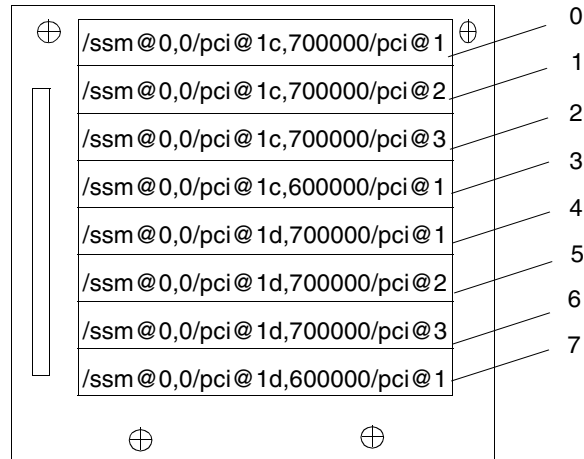 /ssm@0,0/pci@1c,700000/pci@1 0
/ssm@0,0/pci@1c,700000/pci@2 1
/ssm@0,0/pci@1c,700000/pci@3 2
/ssm@0,0/pci@1c,600000/pci@1 3
/ssm@0,0/pci@1d,700000/pci@1 4
/ssm@0,0/pci@1d,700000/pci@2 5
/ssm@0,0/pci@1d,700000/pci@3 6
/ssm@0,0/pci@1d,600000/pci@1 7